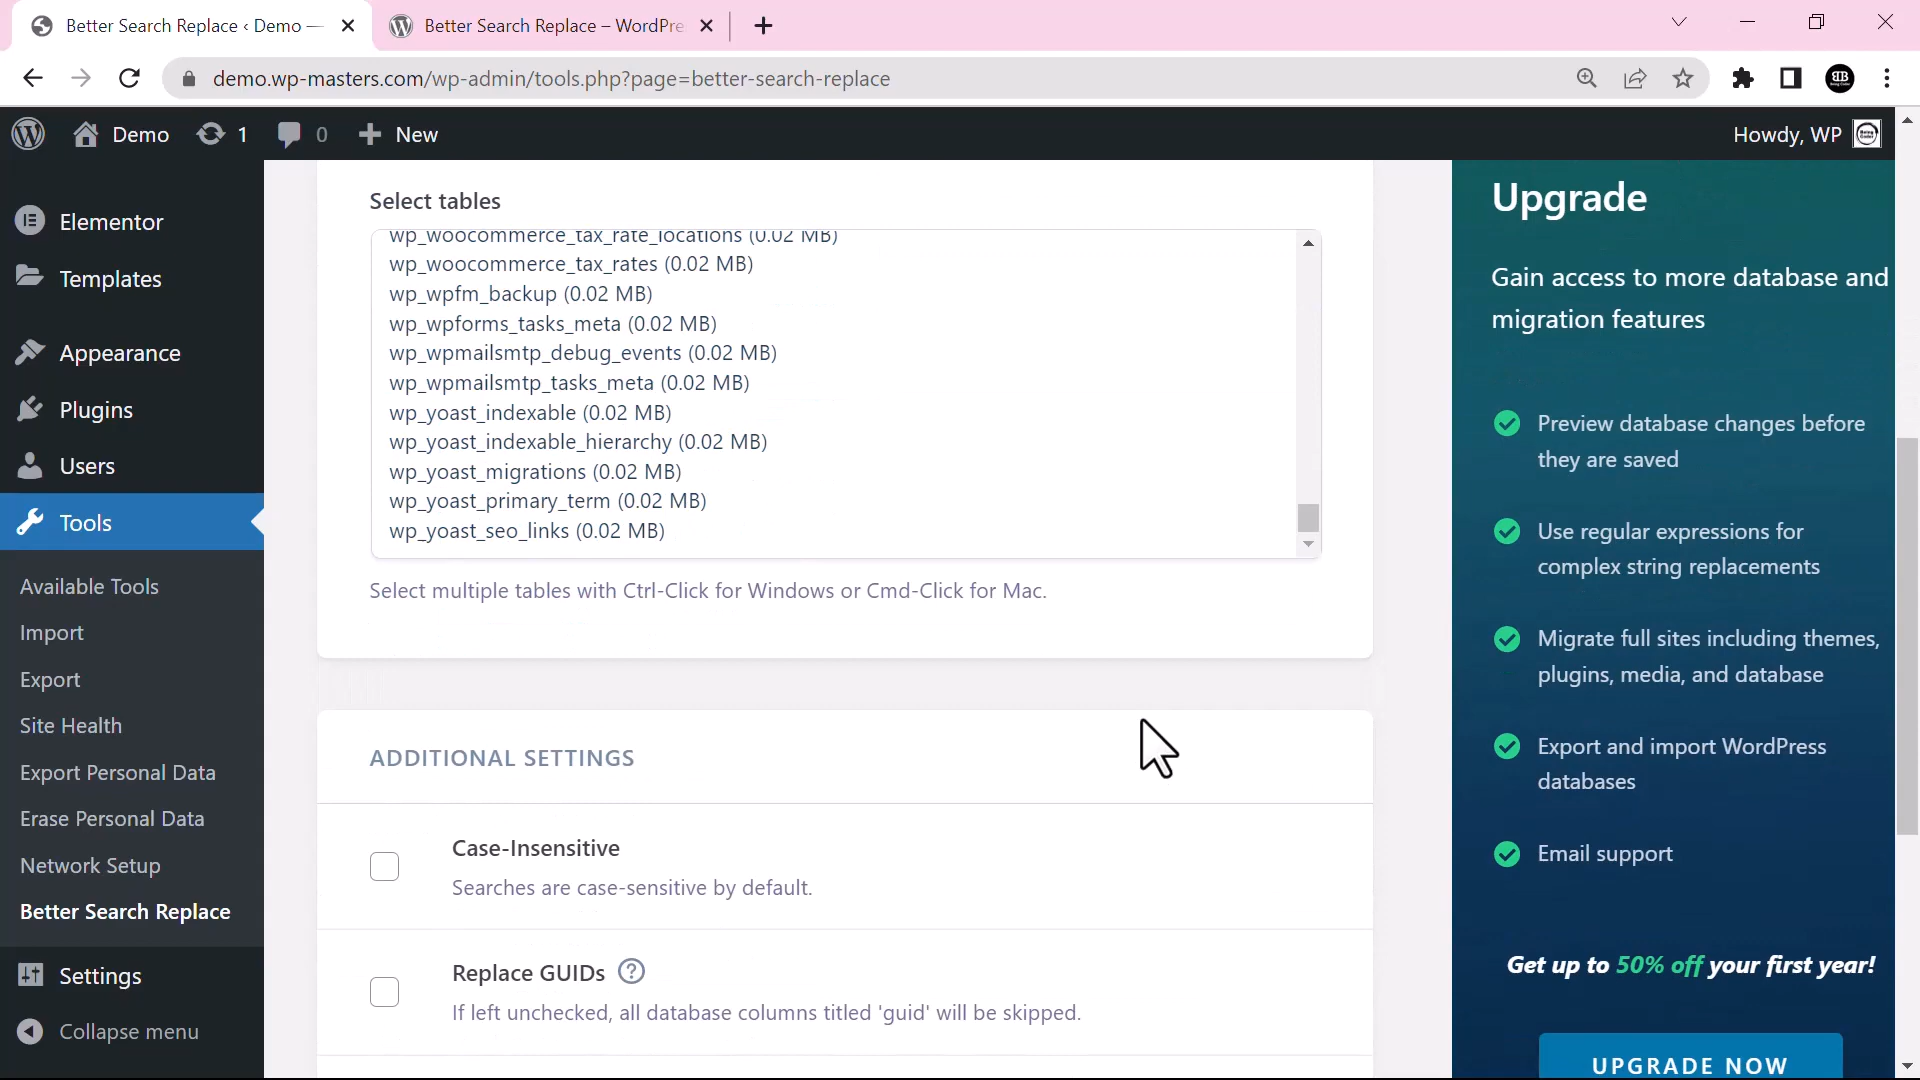 Better Search Replace ‹ Demo —
Better Search Replace – WordPre
demo.wp-masters.com/wp-admin/tools.php?page=better-search-replace
Demo
1
0
New
Howdy, WP
Elementor
Templates
Appearance
Plugins
Users
Tools
Available Tools
Import
Export
Site Health
Export Personal Data
Erase Personal Data
Network Setup
Better Search Replace
Settings
Collapse menu
Select tables
wp_woocommerce_tax_rate_locations (0.02 MB)
wp_woocommerce_tax_rates (0.02 MB)
wp_wpfm_backup (0.02 MB)
wp_wpforms_tasks_meta (0.02 MB)
wp_wpmailsmtp_debug_events (0.02 MB)
wp_wpmailsmtp_tasks_meta (0.02 MB)
wp_yoast_indexable (0.02 MB)
wp_yoast_indexable_hierarchy (0.02 MB)
wp_yoast_migrations (0.02 MB)
wp_yoast_primary_term (0.02 MB)
wp_yoast_seo_links (0.02 MB)
Select multiple tables with Ctrl-Click for Windows or Cmd-Click for Mac.
ADDITIONAL SETTINGS
Case-Insensitive
Searches are case-sensitive by default.
Replace GUIDs
If left unchecked, all database columns titled 'guid' will be skipped.
Upgrade
Gain access to more database and
migration features
Preview database changes before
they are saved
Use regular expressions for
complex string replacements
Migrate full sites including themes,
plugins, media, and database
Export and import WordPress
databases
Email support
Get up to 50% off your first year!
UPGRADE NOW